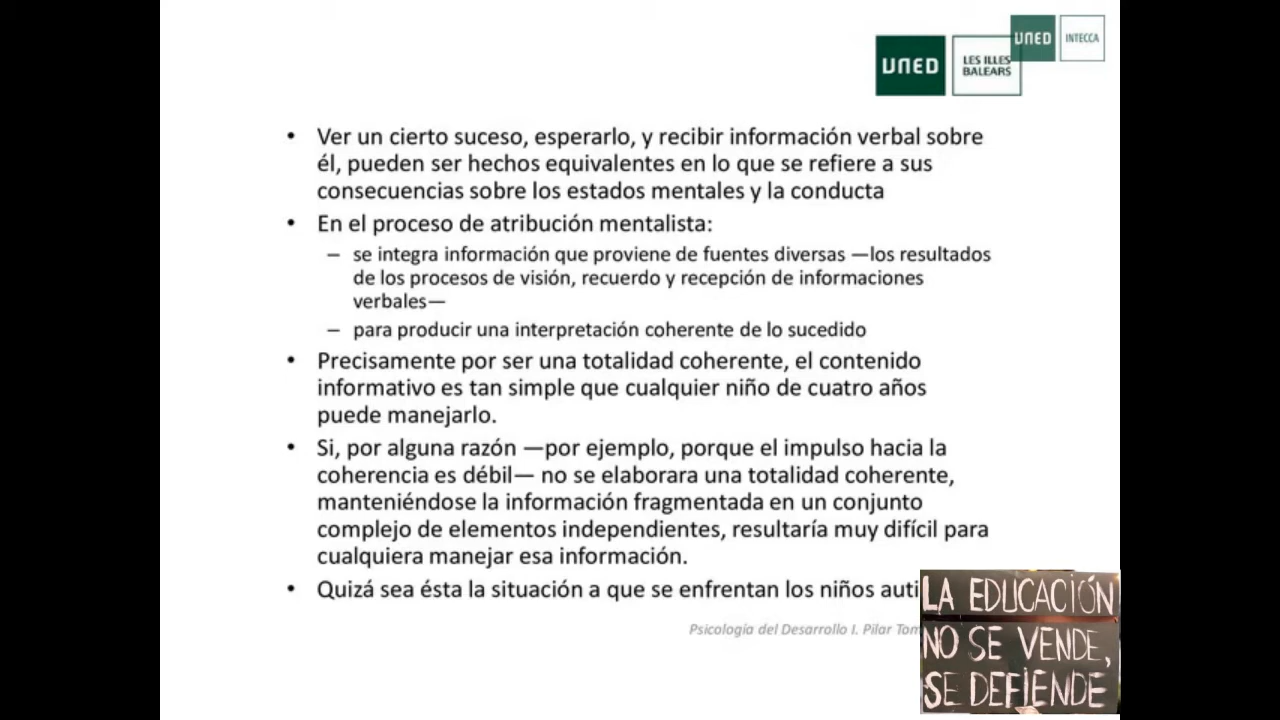 UNED
INTECCA
UNED
LES ILLES
BALEARS
• Ver un cierto suceso, esperarlo, y recibir información verbal sobre
él, pueden ser hechos equivalentes en lo que se refiere a sus
consecuencias sobre los estados mentales y la conducta
• En el proceso de atribución mentalista:
– se integra información que proviene de fuentes diversas —los resultados
de los procesos de visión, recuerdo y recepción de informaciones
verbales—
– para producir una interpretación coherente de lo sucedido
• Precisamente por ser una totalidad coherente, el contenido
informativo es tan simple que cualquier niño de cuatro años
puede manejarlo.
• Si, por alguna razón —por ejemplo, porque el impulso hacia la
coherencia es débil— no se elaborara una totalidad coherente,
manteniéndose la información fragmentada en un conjunto
complejo de elementos independientes, resultaría muy difícil para
cualquiera manejar esa información.
• Quizá sea ésta la situación a que se enfrentan los niños
Psicología del Desarrollo I. Pilar
LA EDUCACIÓN
NO SE VENDE,
SE DEFIENDE